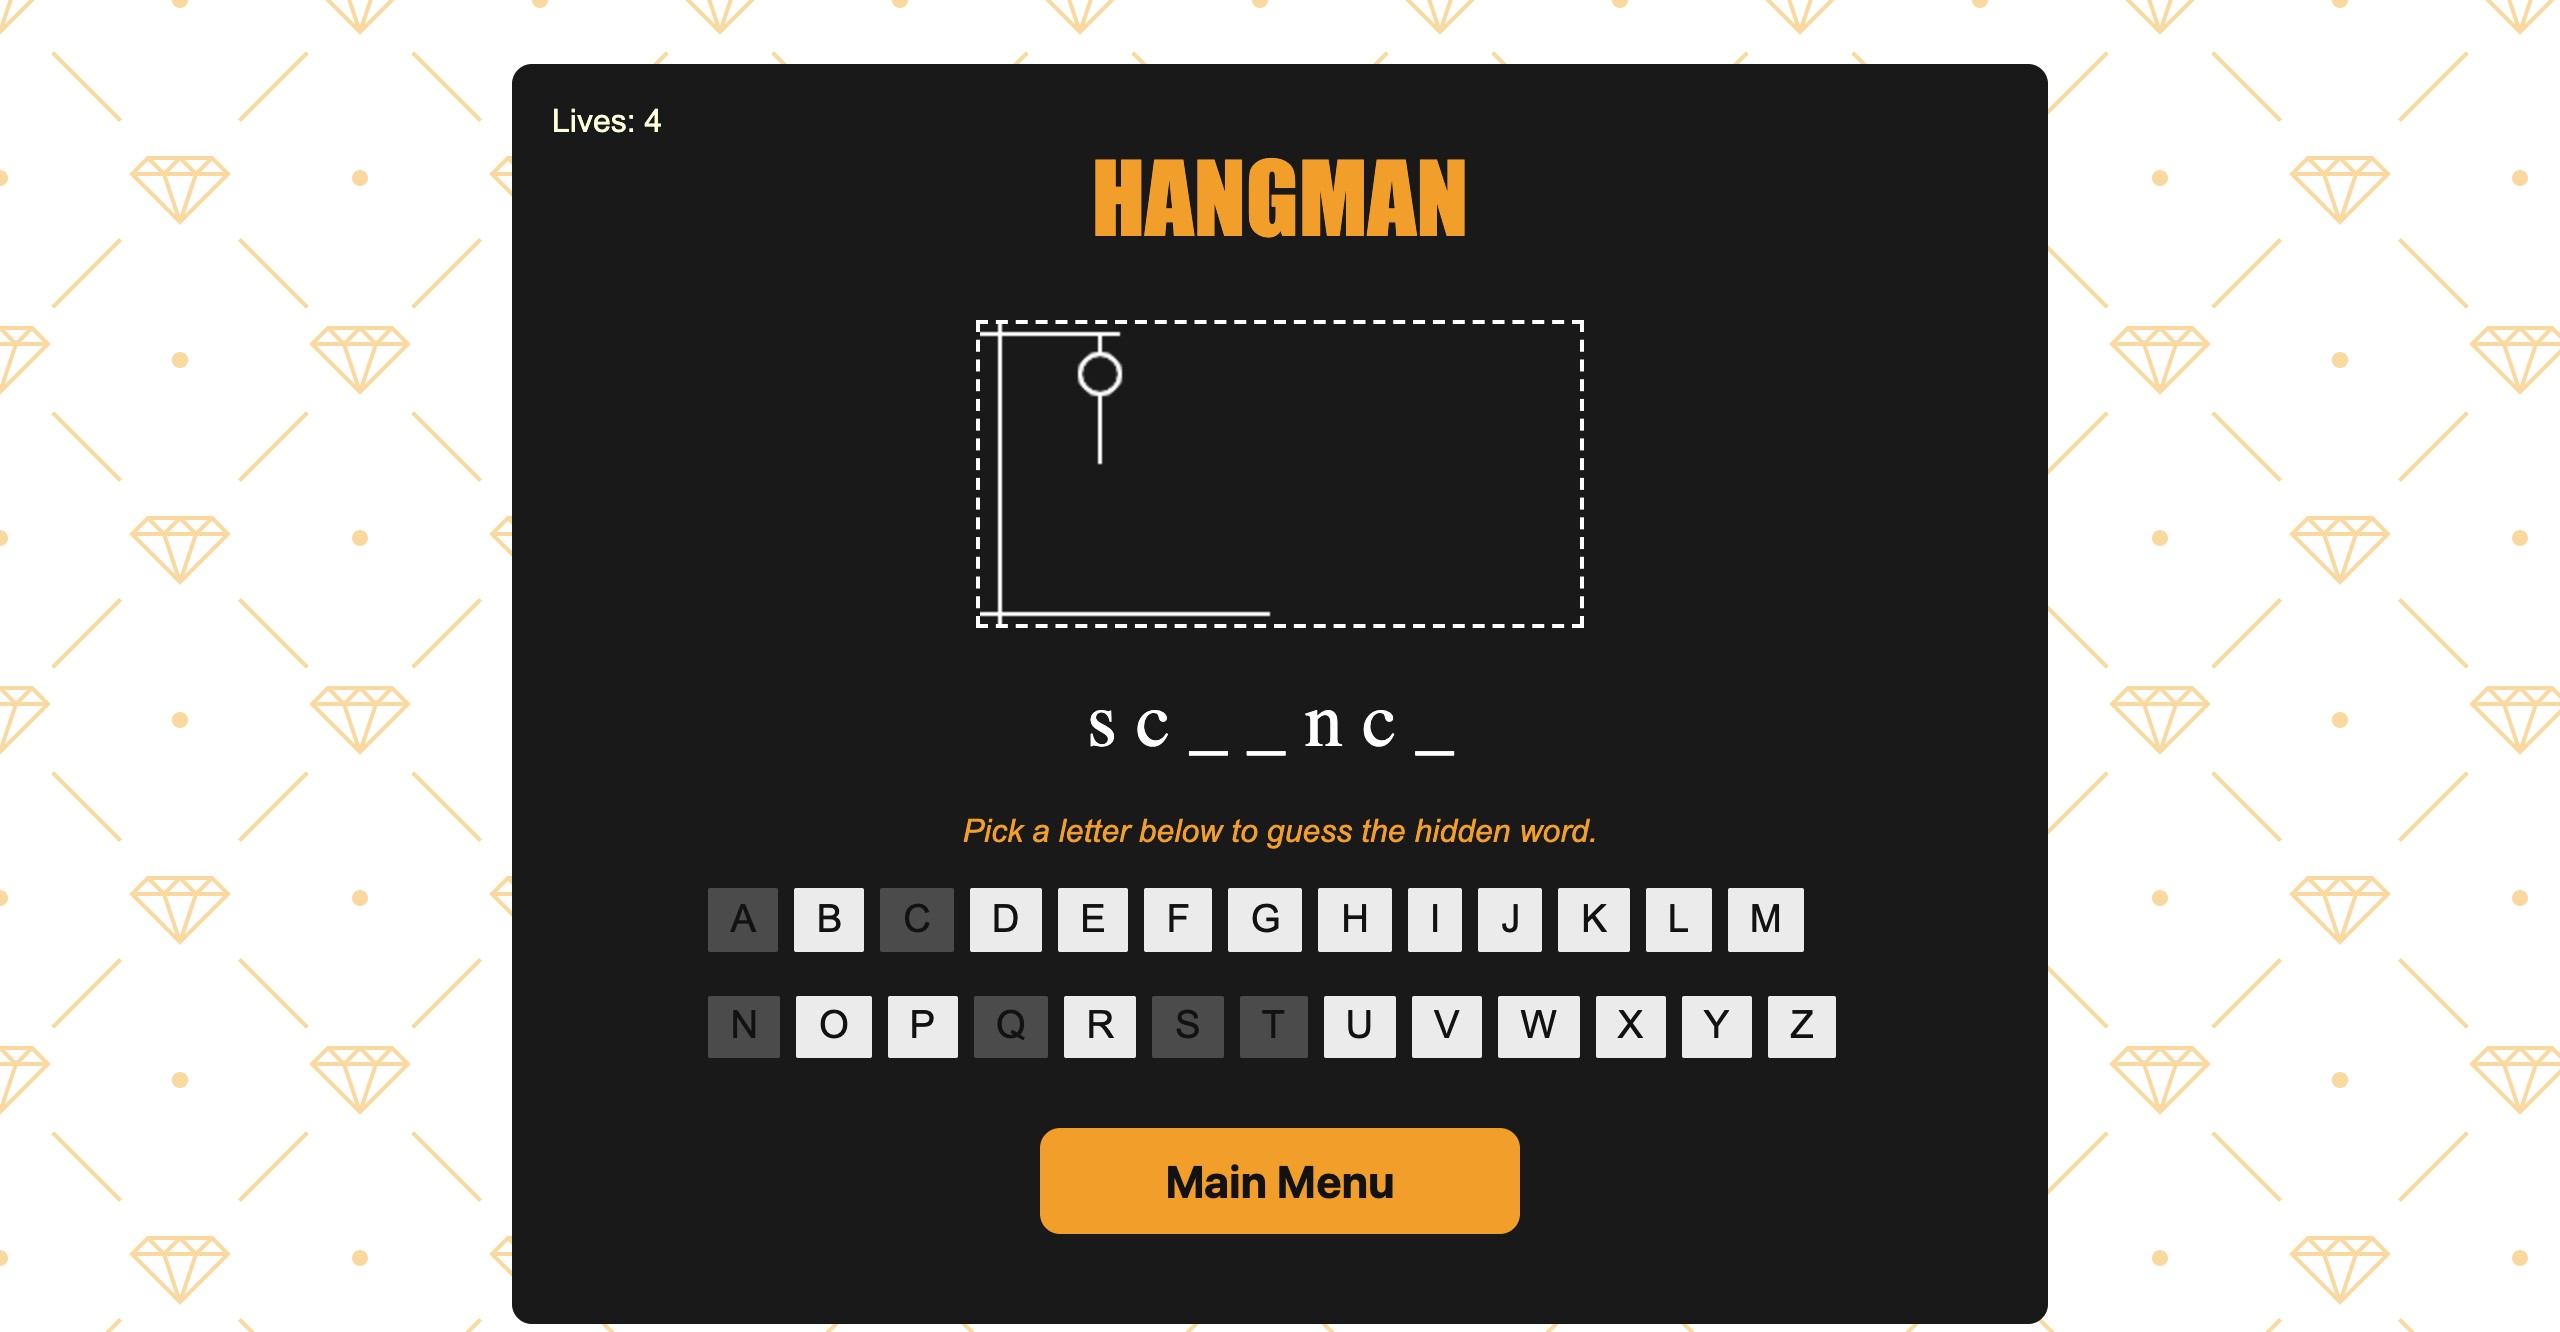 Lives: 4
HANGMAN
s c _ _ n c _
Pick a letter below to guess the hidden word.
A B C D E F G H I J K L M
N O P Q R S T U V W X Y Z
Main Menu